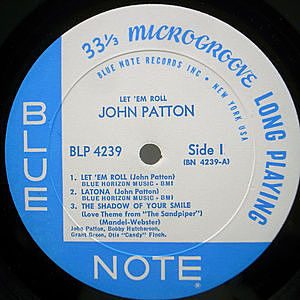 33⅓ MICROGROOVE LONG PLAYING
BLUE NOTE RECORDS INC • NEW YORK USA
LET 'EM ROLL
JOHN PATTON
BLP 4239
Side I
(BN 4239-A)
1. LET 'EM ROLL (John Patton)
BLUE HORIZON MUSIC - BMI
2. LATONA (John Patton)
BLUE HORIZON MUSIC - BMI
3. THE SHADOW OF YOUR SMILE
(Love Theme from "The Sandpiper")
(Mandel-Webster)
John Patton, Bobby Hutcherson,
Grant Green, Otis "Candy" Finch.
BLUE
NOTE
®